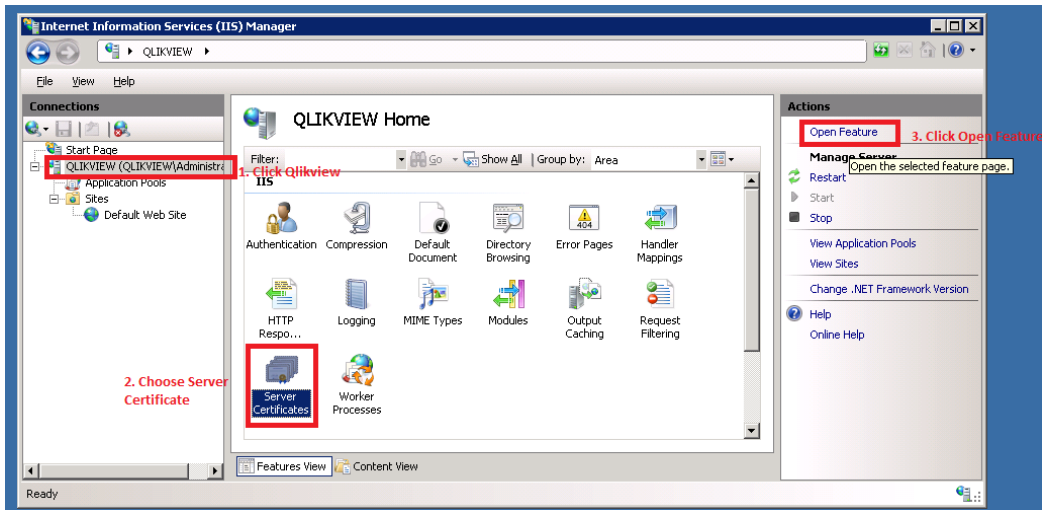 Internet Information Services (IIS) Manager
QLIKVIEW
File View Help
Connections
Start Page
QLIKVIEW (QLIKVIEW\Administra
Application Pools
Sites
Default Web Site
1. Click Qlikview
2. Choose Server
Certificate
QLIKVIEW Home
Filter: Go Show All Group by: Area
IIS
Authentication Compression Default Document Directory Browsing Error Pages Handler Mappings
404
HTTP Respo... Logging MIME Types Modules Output Caching Request Filtering
Server Certificates Worker Processes
Features View Content View
Actions
Open Feature
3. Click Open Feature
Manage Server
Open the selected feature page.
Restart
Start
Stop
View Application Pools
View Sites
Change .NET Framework Version
Help
Online Help
Ready